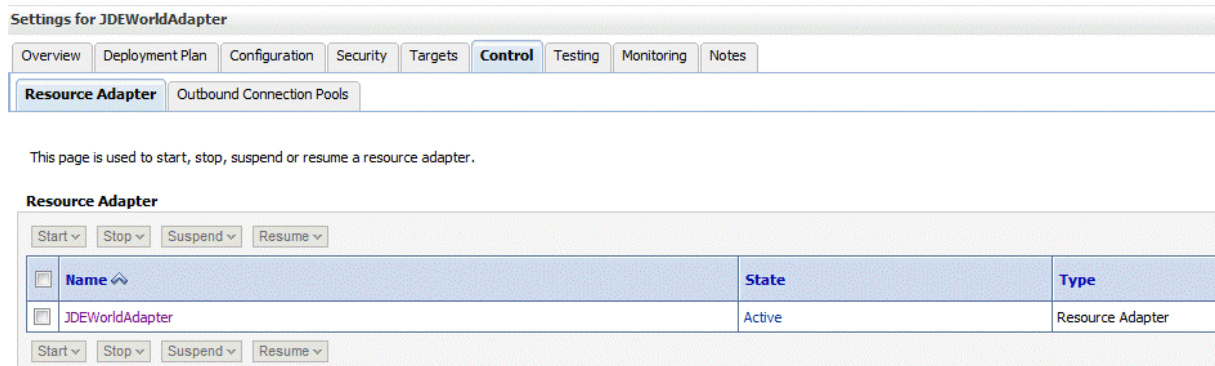 Settings for JDEWorldAdapter
Overview Deployment Plan Configuration Security Targets Control Testing Monitoring Notes
Resource Adapter Outbound Connection Pools
This page is used to start, stop, suspend or resume a resource adapter.
Resource Adapter
Start Stop Suspend Resume
Name State Type
JDEWorldAdapter Active Resource Adapter
Start Stop Suspend Resume